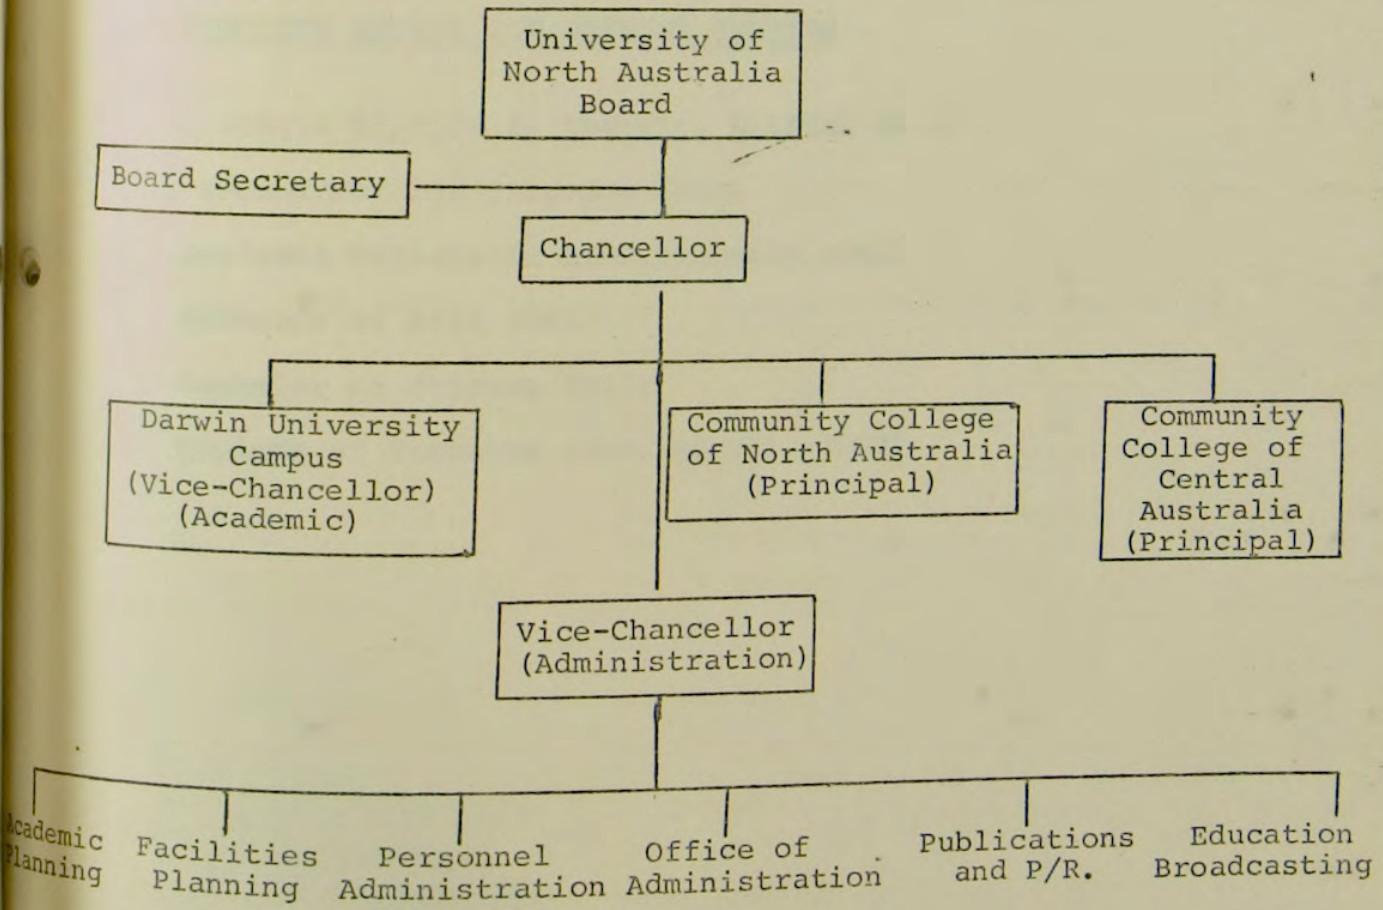 University of
North Australia
Board
Board Secretary
Chancellor
Darwin University
Campus
(Vice-Chancellor)
(Academic)
Community College
of North Australia
(Principal)
Community
College of
Central
Australia
(Principal)
Vice-Chancellor
(Administration)
Academic
Planning
Facilities
Planning
Personnel
Administration
Office of
Administration
Publications
and P/R.
Education
Broadcasting